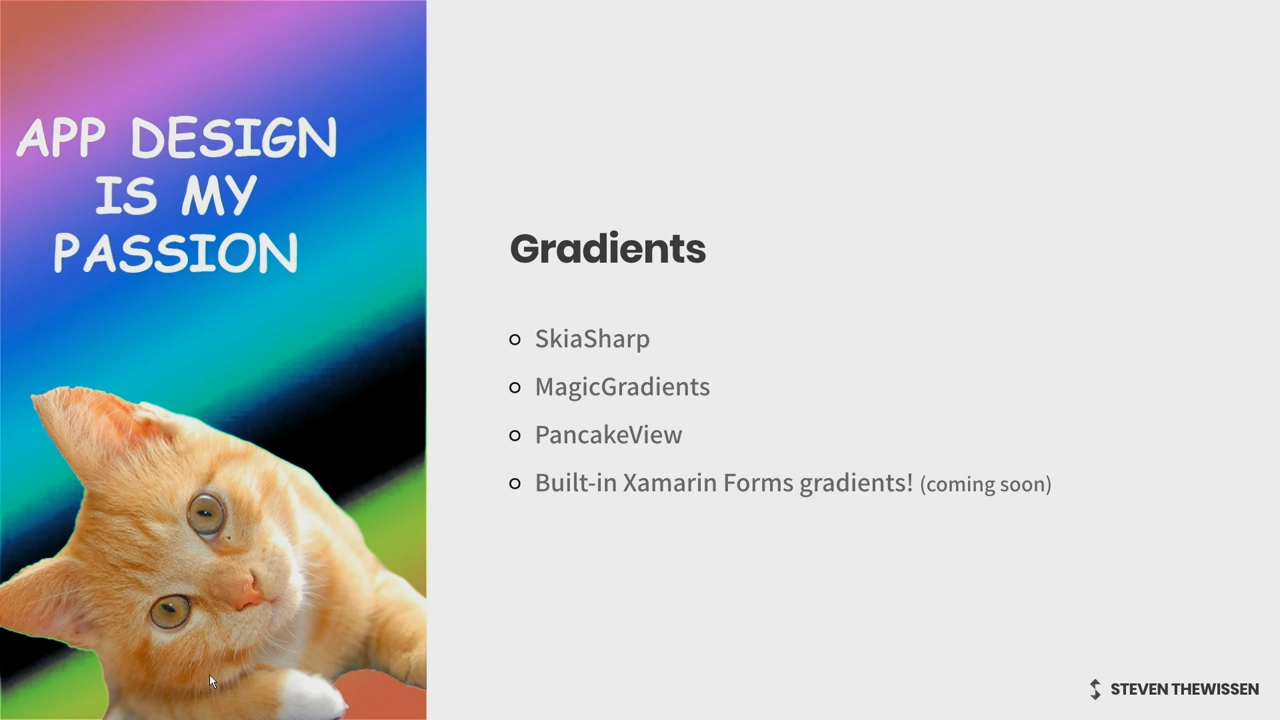 APP DESIGN
IS MY
PASSION
Gradients
SkiaSharp
MagicGradients
PancakeView
Built-in Xamarin Forms gradients! (coming soon)
STEVEN THEWISSEN